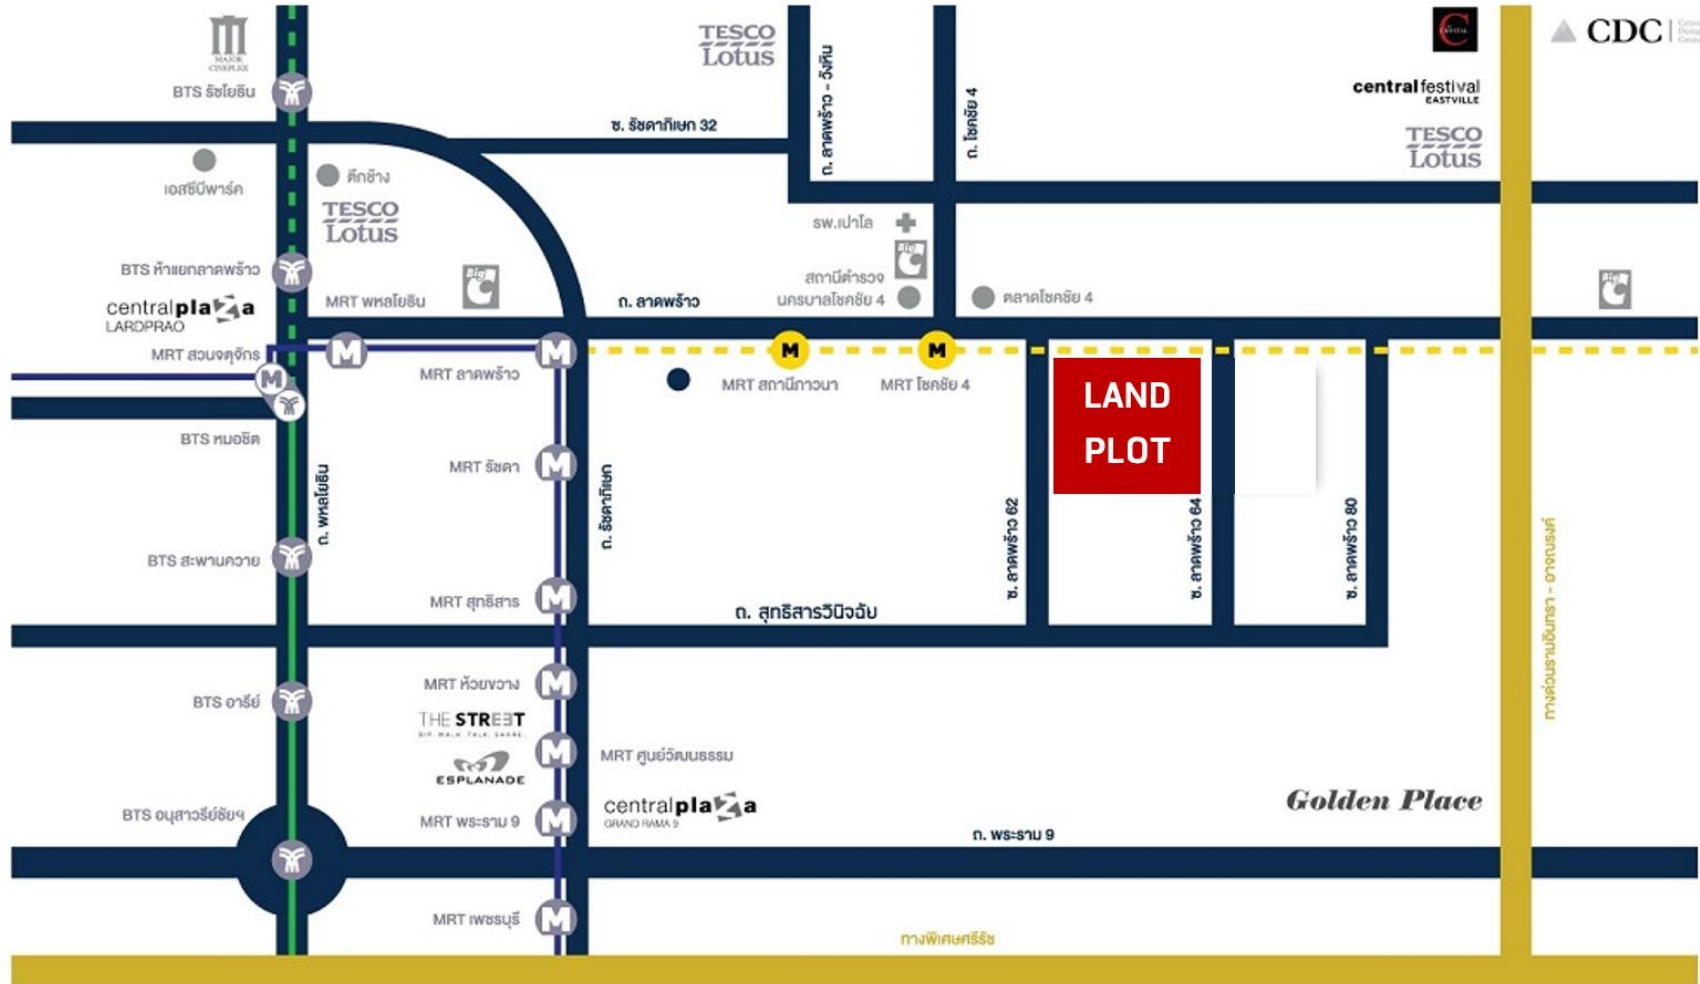 MAJOR
CINEPLEX
BTS รัชโยธิน
TESCO
Lotus
ถ. ลาดพร้าว - วังหิน
ถ. โชคชัย 4
CAPITAL
CDC
centralfestival
EASTVILLE
TESCO
Lotus
ซ. รัชดาภิเษก 32
เอสซีบีพาร์ค
ตึกช้าง
TESCO
Lotus
รพ.เปาโล
Big C
BTS ห้าแยกลาดพร้าว
Big C
สถานีตำรวจ
นครบาลโชคชัย 4
ตลาดโชคชัย 4
Big C
centralplaza
LARDPRAO
MRT พหลโยธิน
ถ. ลาดพร้าว
MRT สวนจตุจักร
MRT ลาดพร้าว
M
M
M
M
M
MRT สถานีภาวนา
MRT โชคชัย 4
LAND
PLOT
BTS หมอชิต
ถ. พหลโยธิน
MRT รัชดา
M
ถ. รัชดาภิเษก
ซ. ลาดพร้าว 62
ซ. ลาดพร้าว 64
ซ. ลาดพร้าว 80
ทางด่วนรามอินทรา - อาจณรงค์
BTS สะพานควาย
MRT สุทธิสาร
M
ถ. สุทธิสารวินิจฉัย
BTS อารีย์
MRT ห้วยขวาง
M
THE STREET
SIP. WALK. TALK. SHARE.
ESPLANADE
M
MRT ศูนย์วัฒนธรรม
centralplaza
GRAND RAMA 9
Golden Place
BTS อนุสาวรีย์ชัยฯ
MRT พระราม 9
M
ถ. พระราม 9
MRT เพชรบุรี
M
ทางพิเศษศรีรัช